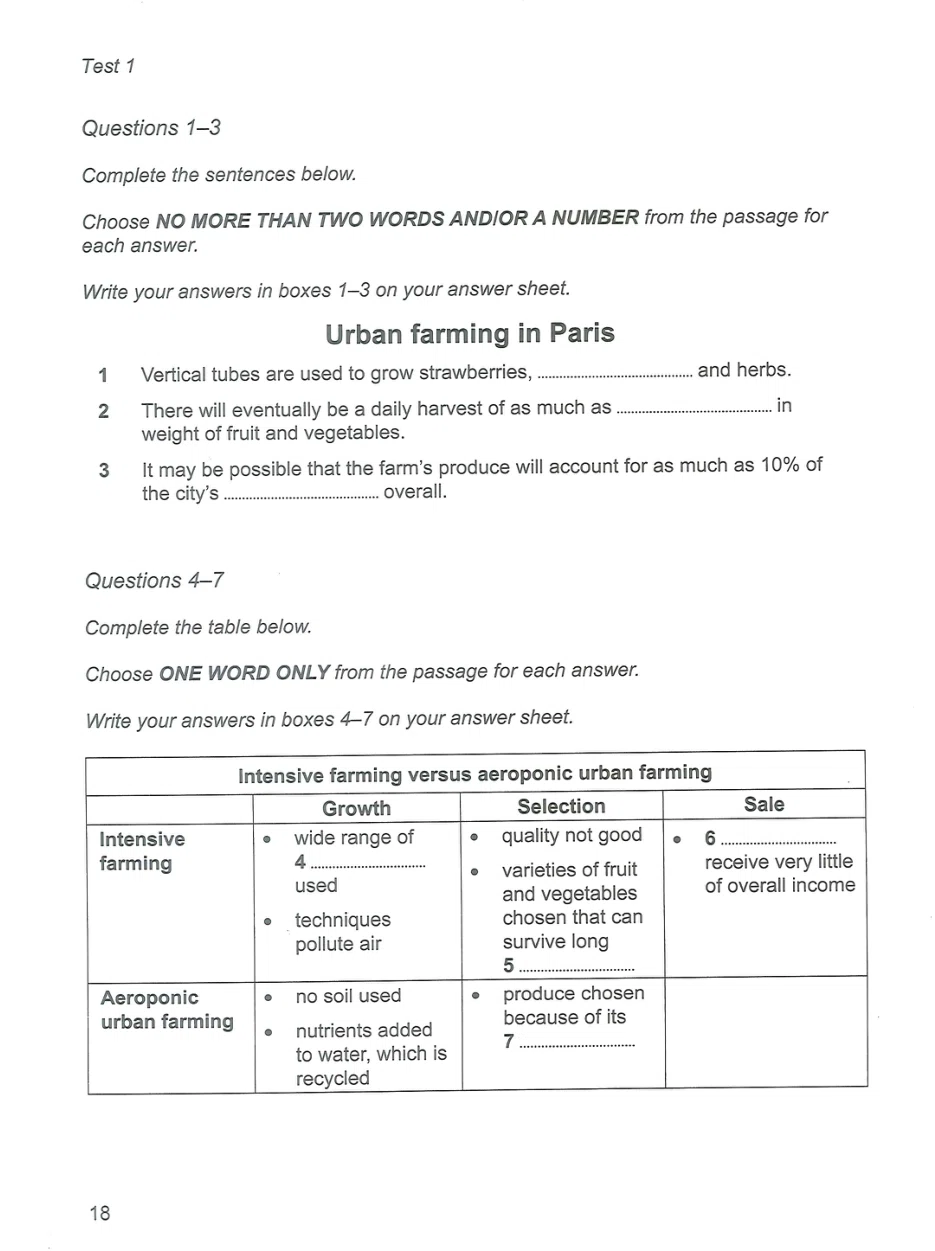 Test 1
Questions 1–3
Complete the sentences below.
Choose NO MORE THAN TWO WORDS AND/OR A NUMBER from the passage for
each answer.
Write your answers in boxes 1–3 on your answer sheet.
Urban farming in Paris
1 Vertical tubes are used to grow strawberries, ........................................... and herbs.
2 There will eventually be a daily harvest of as much as ........................................... in
weight of fruit and vegetables.
3 It may be possible that the farm's produce will account for as much as 10% of
the city's ........................................... overall.
Questions 4–7
Complete the table below.
Choose ONE WORD ONLY from the passage for each answer.
Write your answers in boxes 4–7 on your answer sheet.
Intensive farming versus aeroponic urban farming
Growth Selection Sale
Intensive
farming
• wide range of
4 ................................
used
• techniques
pollute air
• quality not good
• varieties of fruit
and vegetables
chosen that can
survive long
5 ................................
• 6 ................................
receive very little
of overall income
Aeroponic
urban farming
• no soil used
• nutrients added
to water, which is
recycled
• produce chosen
because of its
7 ................................
18